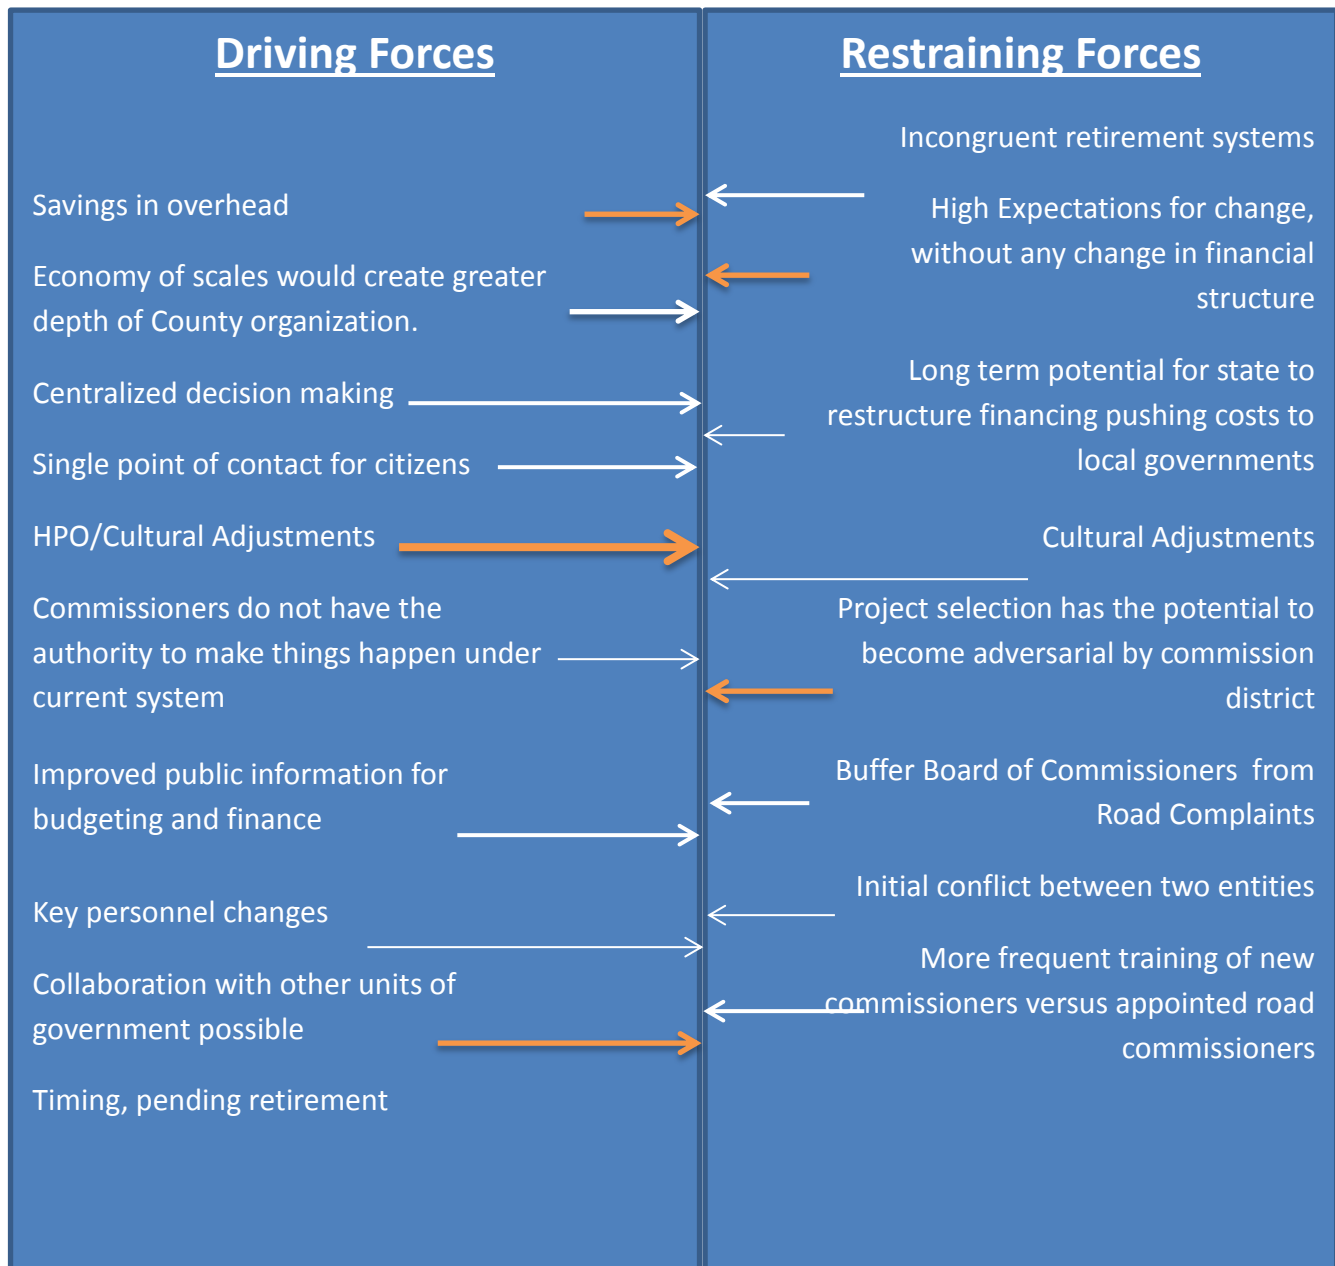 Driving Forces
Savings in overhead
Economy of scales would create greater
depth of County organization.
Centralized decision making
Single point of contact for citizens
HPO/Cultural Adjustments
Commissioners do not have the
authority to make things happen under
current system
Improved public information for
budgeting and finance
Key personnel changes
Collaboration with other units of
government possible
Timing, pending retirement
Restraining Forces
Incongruent retirement systems
High Expectations for change,
without any change in financial
structure
Long term potential for state to
restructure financing pushing costs to
local governments
Cultural Adjustments
Project selection has the potential to
become adversarial by commission
district
Buffer Board of Commissioners  from
Road Complaints
Initial conflict between two entities
More frequent training of new
commissioners versus appointed road
commissioners